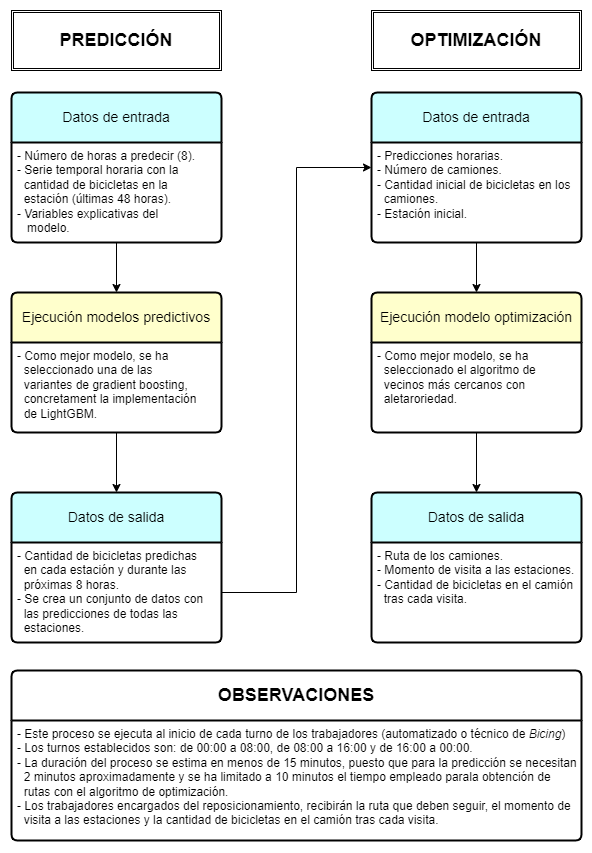 PREDICCIÓN
Datos de entrada
- Número de horas a predecir (8).
- Serie temporal horaria con la
cantidad de bicicletas en la
estación (últimas 48 horas).
- Variables explicativas del
modelo.
Ejecución modelos predictivos
- Como mejor modelo, se ha
seleccionado una de las
variantes de gradient boosting,
concretament la implementación
de LightGBM.
Datos de salida
- Cantidad de bicicletas predichas
en cada estación y durante las
próximas 8 horas.
- Se crea un conjunto de datos con
las predicciones de todas las
estaciones.
OPTIMIZACIÓN
Datos de entrada
- Predicciones horarias.
- Número de camiones.
- Cantidad inicial de bicicletas en los
camiones.
- Estación inicial.
Ejecución modelo optimización
- Como mejor modelo, se ha
seleccionado el algoritmo de
vecinos más cercanos con
aletaroriedad.
Datos de salida
- Ruta de los camiones.
- Momento de visita a las estaciones.
- Cantidad de bicicletas en el camión
tras cada visita.
OBSERVACIONES
- Este proceso se ejecuta al inicio de cada turno de los trabajadores (automatizado o técnico de Bicing)
- Los turnos establecidos son: de 00:00 a 08:00, de 08:00 a 16:00 y de 16:00 a 00:00.
- La duración del proceso se estima en menos de 15 minutos, puesto que para la predicción se necesitan
2 minutos aproximadamente y se ha limitado a 10 minutos el tiempo empleado parala obtención de
rutas con el algoritmo de optimización.
- Los trabajadores encargados del reposicionamiento, recibirán la ruta que deben seguir, el momento de
visita a las estaciones y la cantidad de bicicletas en el camión tras cada visita.